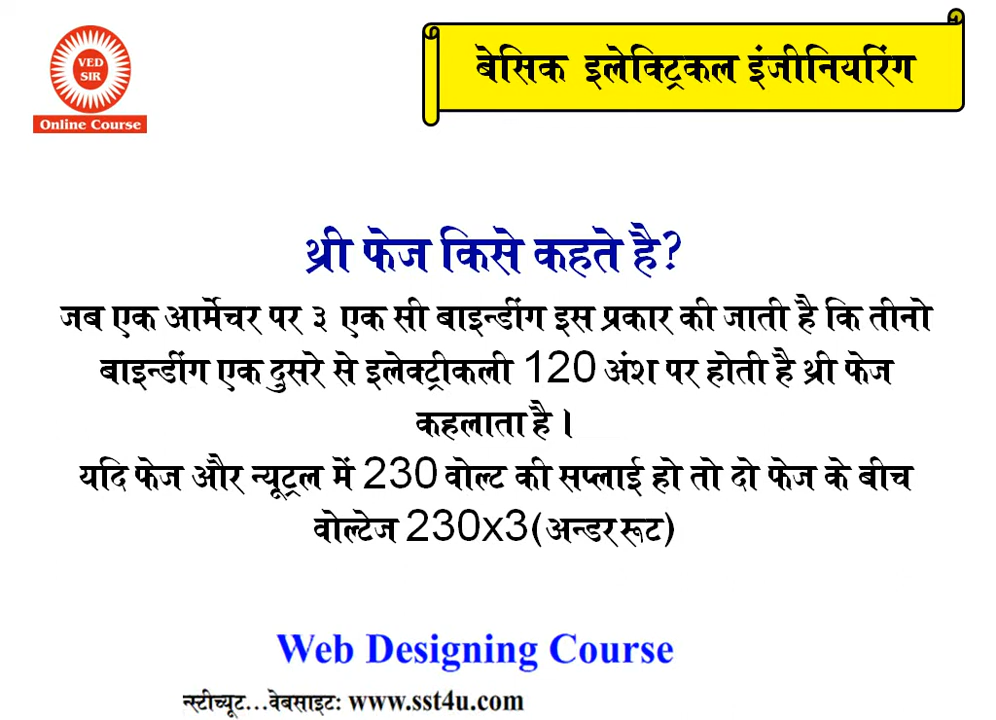 VED
SIR
Online Course
बेसिक इलेक्ट्रिकल इंजीनियरिंग
थ्री फेज किसे कहते है?
जब एक आर्मेचर पर ३ एक सी बाइन्डींग इस प्रकार की जाती है कि तीनो
बाइन्डींग एक दुसरे से इलेक्ट्रीकली 120 अंश पर होती है थ्री फेज
कहलाता है ।
यदि फेज और न्यूट्रल में 230 वोल्ट की सप्लाई हो तो दो फेज के बीच
वोल्टेज 230x3(अन्डर रूट)
Web Designing Course
न्स्टीच्यूट...वेबसाइट: www.sst4u.com